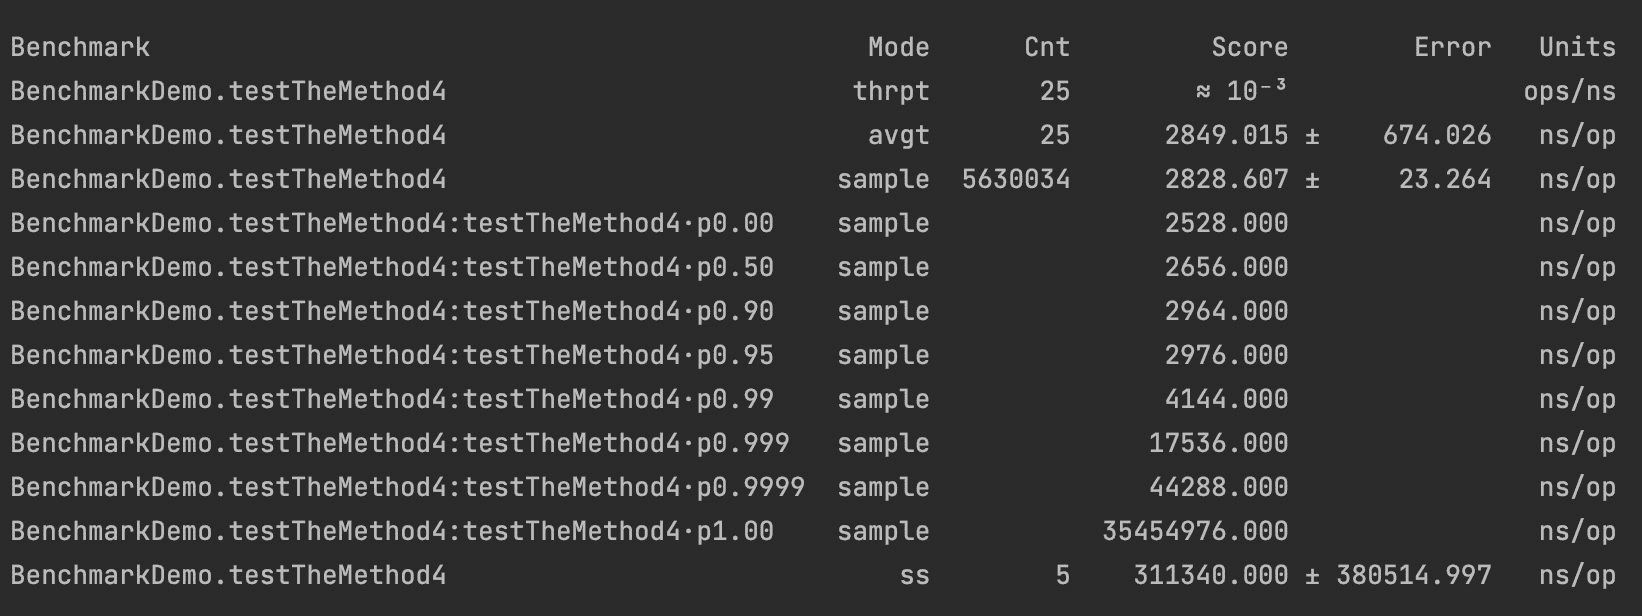 Benchmark Mode Cnt Score Error Units
BenchmarkDemo.testTheMethod4 thrpt 25 ≈ 10⁻³ ops/ns
BenchmarkDemo.testTheMethod4 avgt 25 2849.015 ± 674.026 ns/op
BenchmarkDemo.testTheMethod4 sample 5630034 2828.607 ± 23.264 ns/op
BenchmarkDemo.testTheMethod4:testTheMethod4·p0.00 sample 2528.000 ns/op
BenchmarkDemo.testTheMethod4:testTheMethod4·p0.50 sample 2656.000 ns/op
BenchmarkDemo.testTheMethod4:testTheMethod4·p0.90 sample 2964.000 ns/op
BenchmarkDemo.testTheMethod4:testTheMethod4·p0.95 sample 2976.000 ns/op
BenchmarkDemo.testTheMethod4:testTheMethod4·p0.99 sample 4144.000 ns/op
BenchmarkDemo.testTheMethod4:testTheMethod4·p0.999 sample 17536.000 ns/op
BenchmarkDemo.testTheMethod4:testTheMethod4·p0.9999 sample 44288.000 ns/op
BenchmarkDemo.testTheMethod4:testTheMethod4·p1.00 sample 35454976.000 ns/op
BenchmarkDemo.testTheMethod4 ss 5 311340.000 ± 380514.997 ns/op